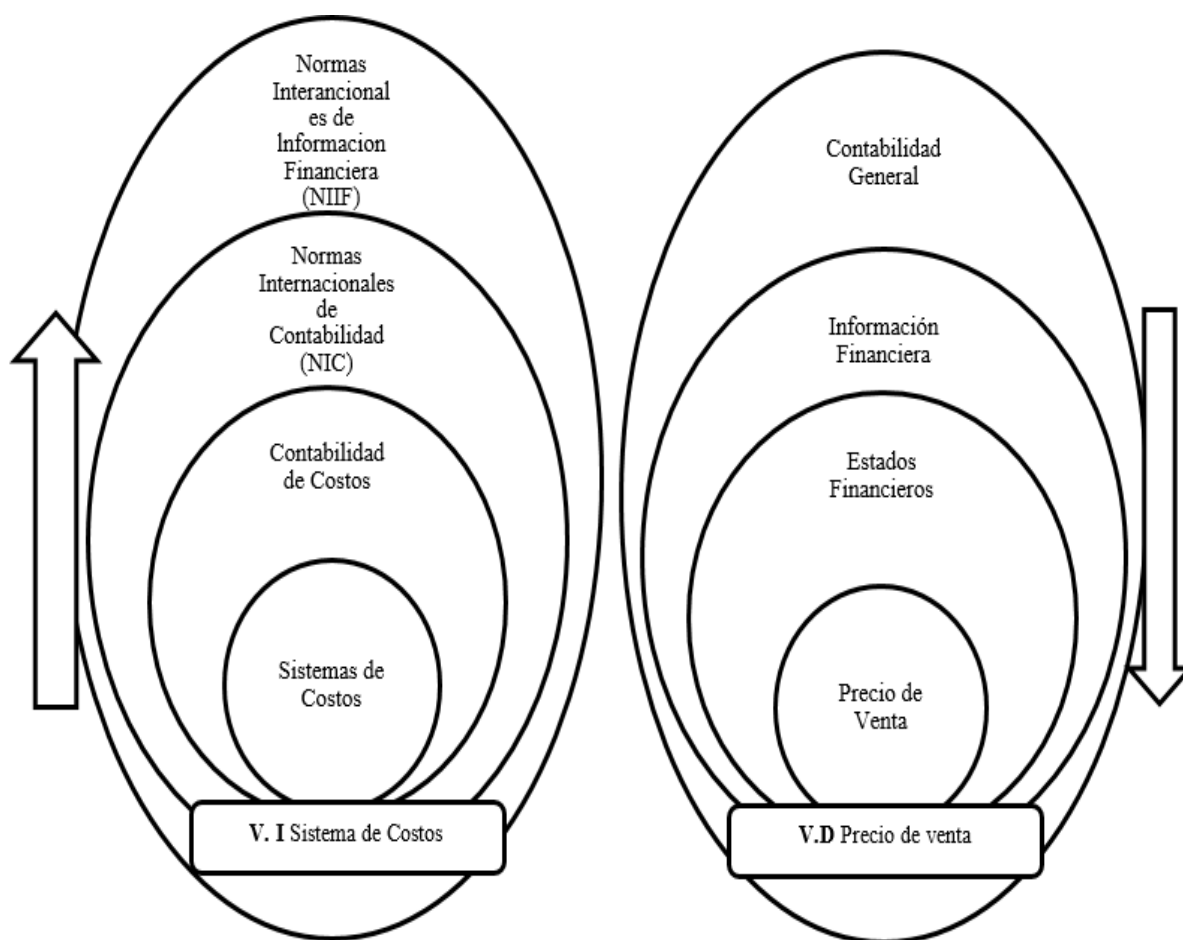 Normas
Interancional
es de
lnformacion
Financiera
(NIIF)
Normas
Internacionales
de
Contabilidad
(NIC)
Contabilidad
de Costos
Sistemas de
Costos
V. I Sistema de Costos
Contabilidad
General
Información
Financiera
Estados
Financieros
Precio de
Venta
V.D Precio de venta